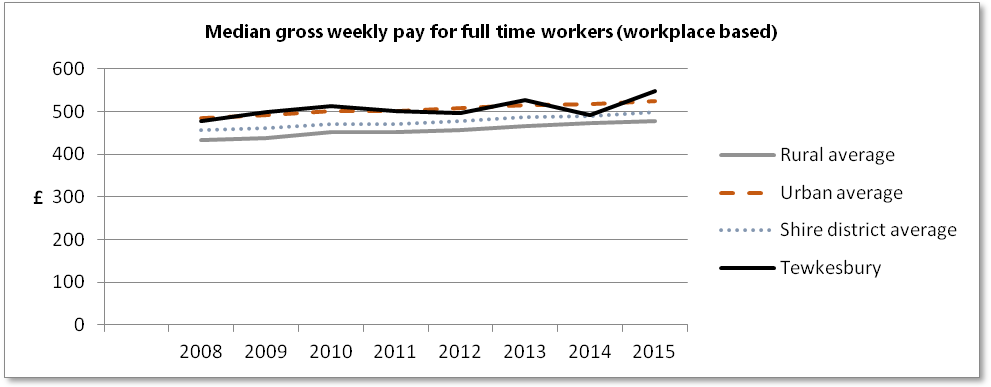 Median gross weekly pay for full time workers (workplace based)
600
500
400
300
200
100
0
£
2008 2009 2010 2011 2012 2013 2014 2015
Rural average
Urban average
Shire district average
Tewkesbury